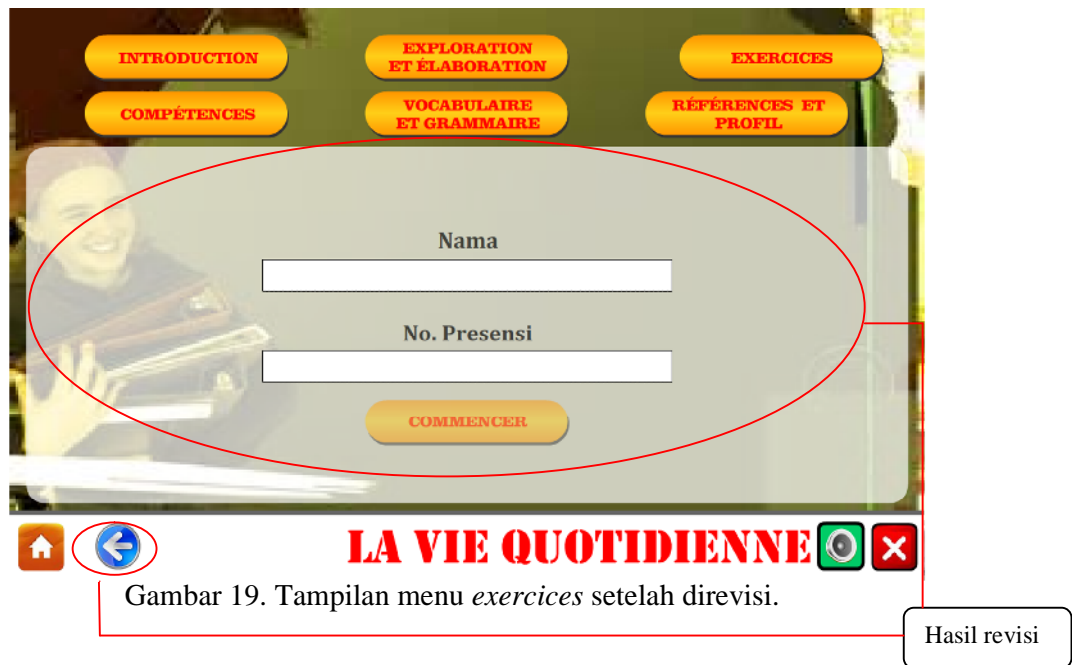 INTRODUCTION
EXPLORATION
ET ÉLABORATION
EXERCICES
COMPÉTENCES
VOCABULAIRE
ET GRAMMAIRE
RÉFÉRENCES ET
PROFIL
Nama
No. Presensi
COMMENCER
LA VIE QUOTIDIENNE
Gambar 19. Tampilan menu exercices setelah direvisi.
Hasil revisi